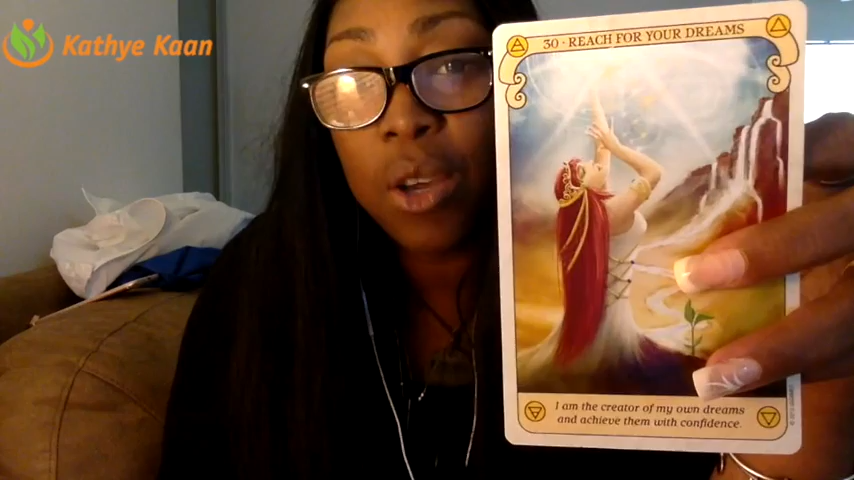 Kathye Kaan
30 · REACH FOR YOUR DREAMS
I am the creator of my own dreams
and achieve them with confidence.